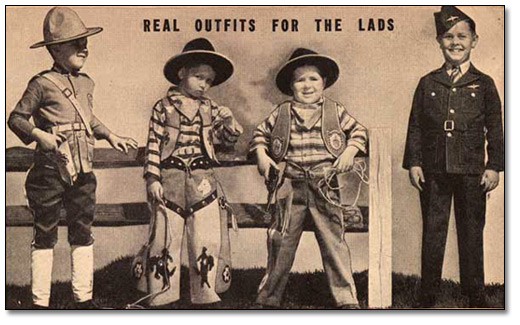 REAL OUTFITS FOR THE LADS